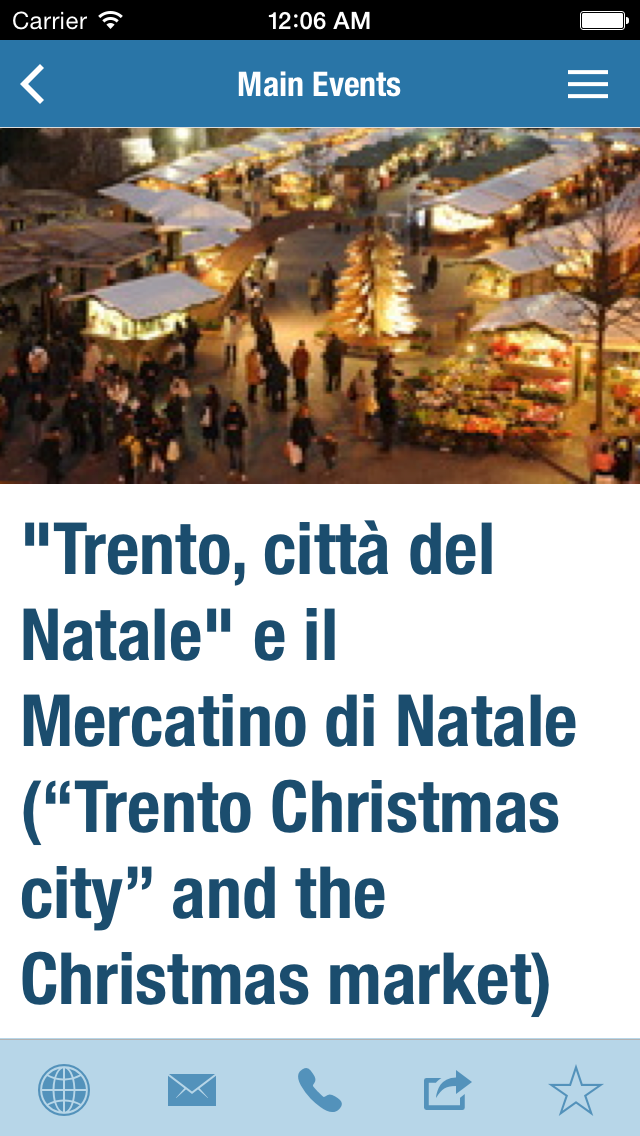 Carrier 12:06 AM
Main Events
"Trento, città del
Natale" e il
Mercatino di Natale
(“Trento Christmas
city” and the
Christmas market)